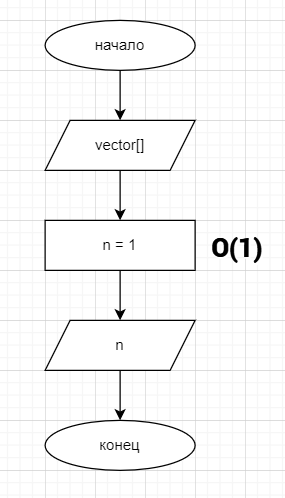 начало
vector[]
n = 1
O(1)
n
конец